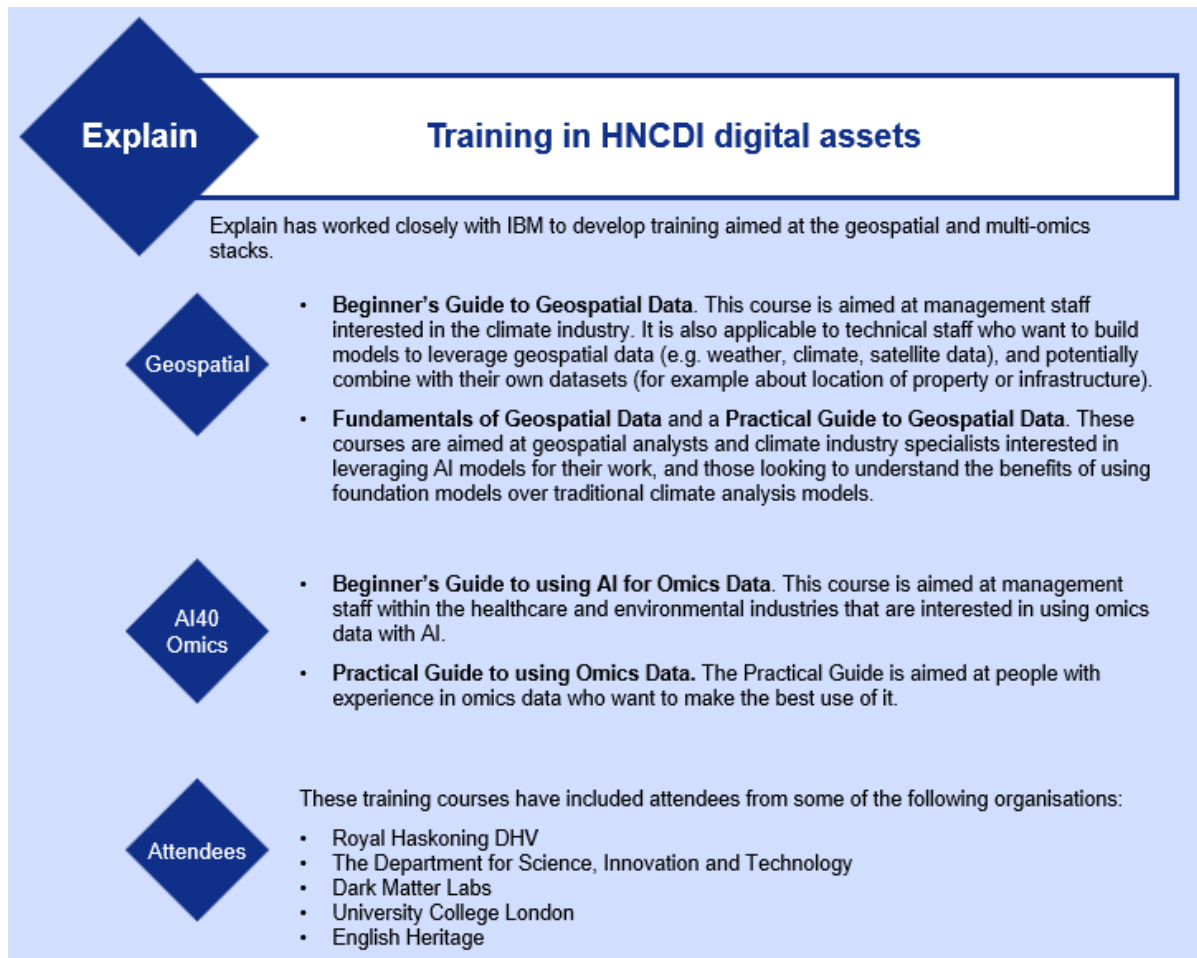 Explain
Training in HNCDI digital assets
Explain has worked closely with IBM to develop training aimed at the geospatial and multi-omics
stacks.
Geospatial
• Beginner's Guide to Geospatial Data. This course is aimed at management staff
interested in the climate industry. It is also applicable to technical staff who want to build
models to leverage geospatial data (e.g. weather, climate, satellite data), and potentially
combine with their own datasets (for example about location of property or infrastructure).
• Fundamentals of Geospatial Data and a Practical Guide to Geospatial Data. These
courses are aimed at geospatial analysts and climate industry specialists interested in
leveraging AI models for their work, and those looking to understand the benefits of using
foundation models over traditional climate analysis models.
AI40
Omics
• Beginner's Guide to using AI for Omics Data. This course is aimed at management
staff within the healthcare and environmental industries that are interested in using omics
data with AI.
• Practical Guide to using Omics Data. The Practical Guide is aimed at people with
experience in omics data who want to make the best use of it.
Attendees
These training courses have included attendees from some of the following organisations:
• Royal Haskoning DHV
• The Department for Science, Innovation and Technology
• Dark Matter Labs
• University College London
• English Heritage